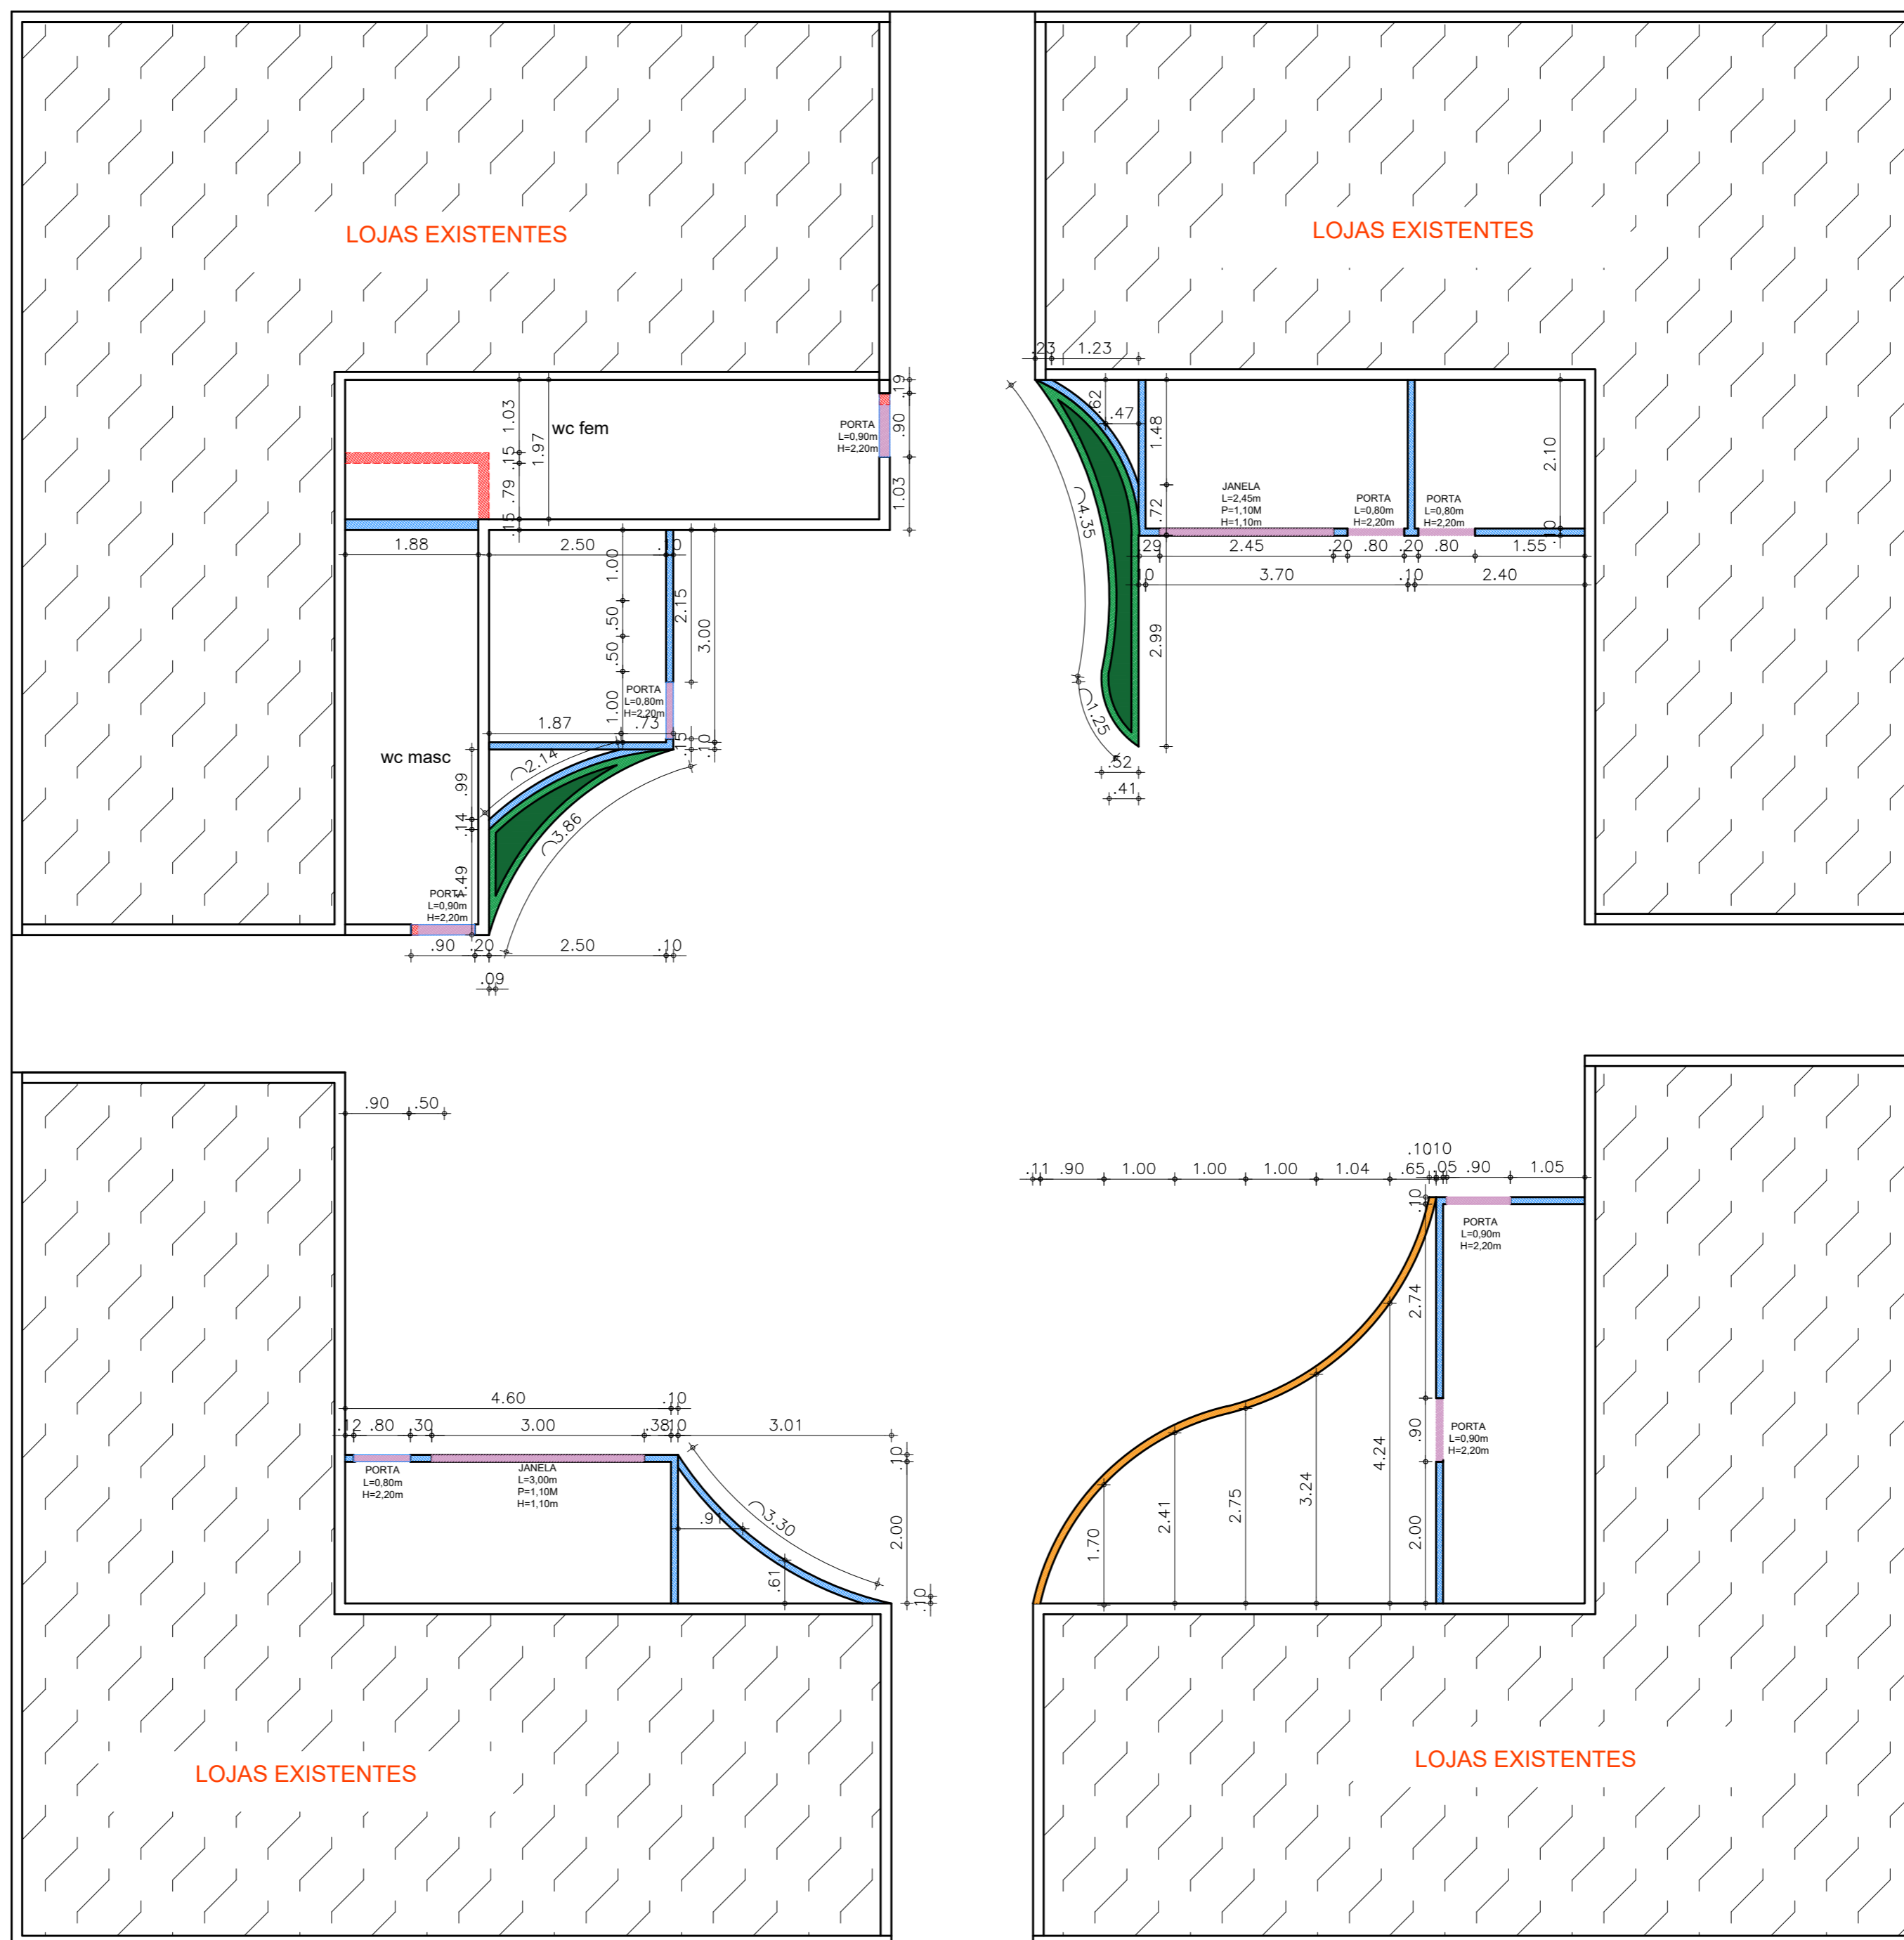 LOJAS EXISTENTES
LOJAS EXISTENTES
.23
1.23
.62
.47
1.48
.72
2.10
4.35
JANELA
L=2,45m
P=1,10M
H=1,10m
PORTA
L=0,80m
H=2,20m
PORTA
L=0,80m
H=2,20m
.29
2.45
.20
.80
.20
.80
1.55
3.70
.10
2.40
2.99
1.25
.52
.41
.19
.90
1.03
1.03
.15
.79
.15
1.97
wc fem
PORTA
L=0,90m
H=2,20m
1.88
2.50
.10
1.00
.50
.50
1.00
2.15
3.00
PORTA
L=0,80m
H=2,20m
1.87
.73
.15
.10
wc masc
.99
.14
2.14
3.86
PORTA
L=0,90m
H=2,20m
.90
.20
2.50
.10
.09
.90
.50
4.60
.10
.12
.80
.30
3.00
.38
3.01
PORTA
L=0,80m
H=2,20m
JANELA
L=3,00m
P=1,10M
H=1,10m
.91
3.30
.61
.10
2.00
.10
.11
.90
1.00
1.00
1.00
1.04
.65
.10
.10
.05
.90
1.05
.10
PORTA
L=0,90m
H=2,20m
2.74
.90
2.00
PORTA
L=0,90m
H=2,20m
1.70
2.41
2.75
3.24
4.24
LOJAS EXISTENTES
LOJAS EXISTENTES